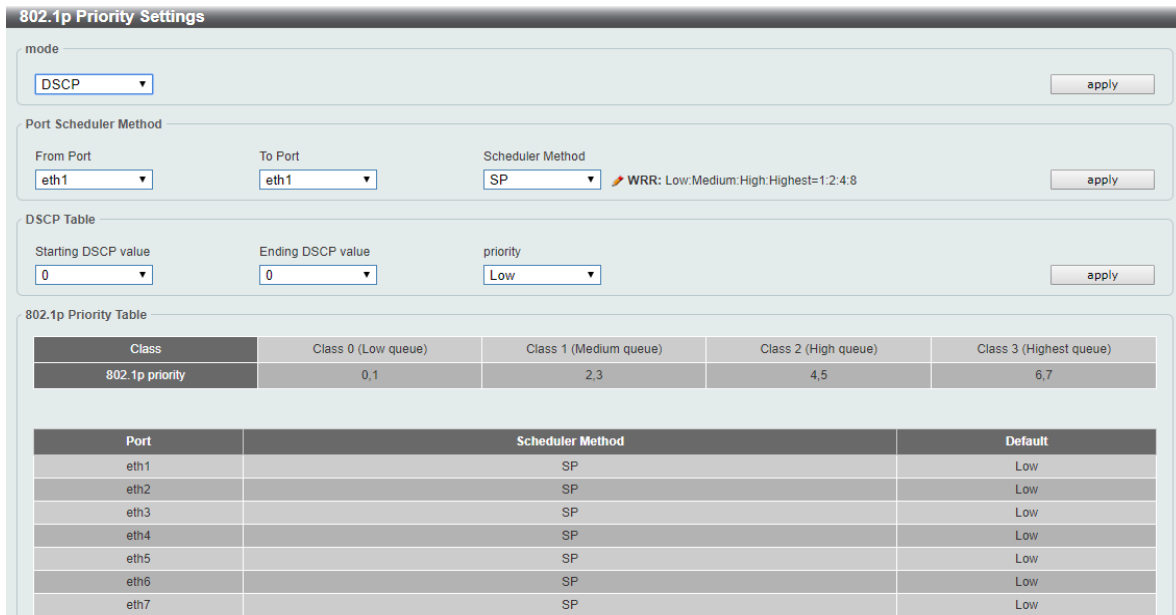 802.1p Priority Settings
mode
DSCP apply
Port Scheduler Method
From Port To Port Scheduler Method
eth1 eth1 SP WRR: Low:Medium:High:Highest=1:2:4:8 apply
DSCP Table
Starting DSCP value Ending DSCP value priority
0 0 Low apply
802.1p Priority Table
Class Class 0 (Low queue) Class 1 (Medium queue) Class 2 (High queue) Class 3 (Highest queue)
802.1p priority 0,1 2,3 4,5 6,7
Port Scheduler Method Default
eth1 SP Low
eth2 SP Low
eth3 SP Low
eth4 SP Low
eth5 SP Low
eth6 SP Low
eth7 SP Low